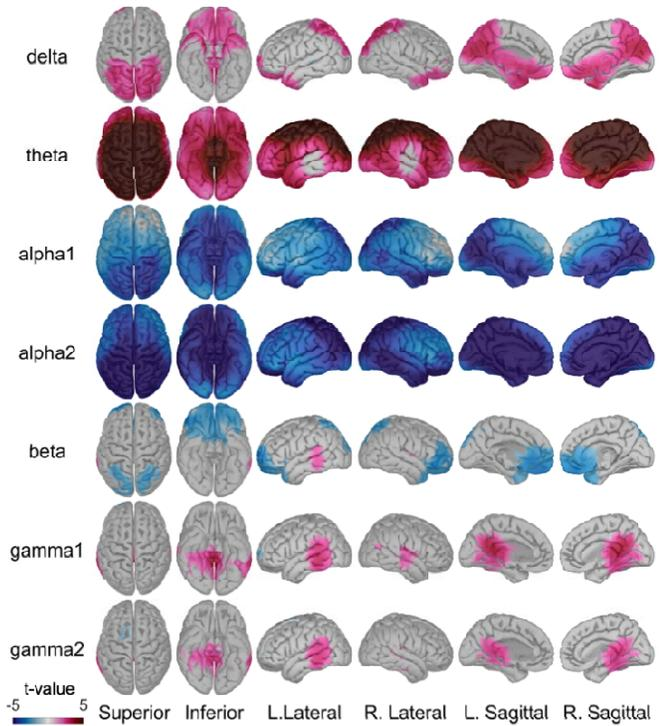 delta
theta
alpha1
alpha2
beta
gamma1
gamma2
t-value
-5 5
Superior Inferior L.Lateral R. Lateral L. Sagittal R. Sagittal